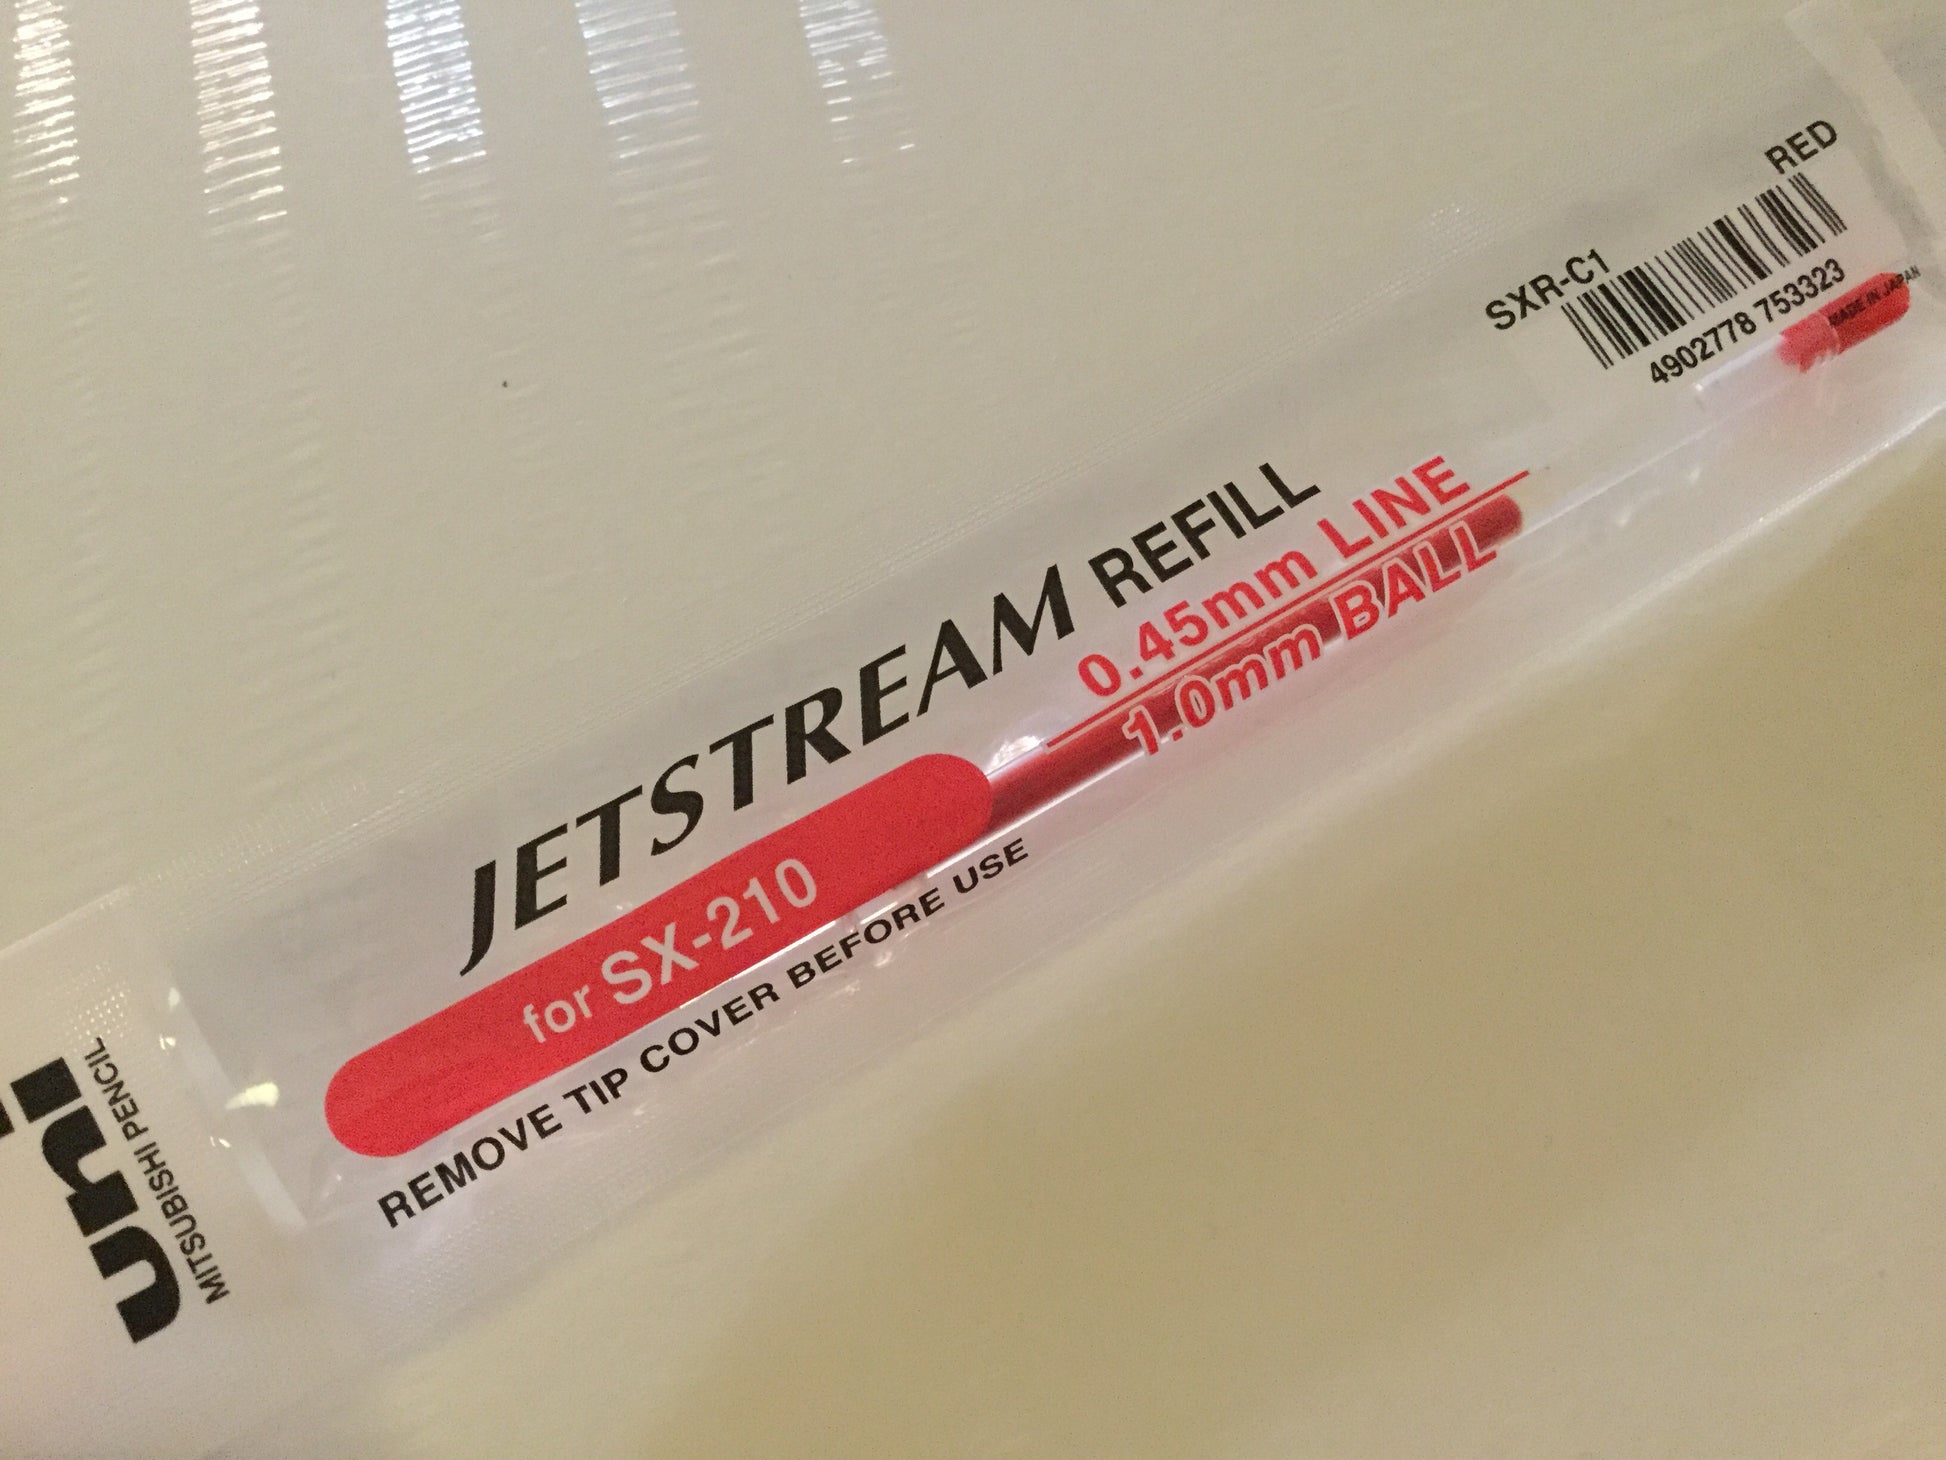 uni
MITSUBISHI PENCIL
JETSTREAM REFILL
for SX-210
0.45mm LINE
1.0mm BALL
REMOVE TIP COVER BEFORE USE
SXR-C1
RED
4902778 753323
MADE IN JAPAN